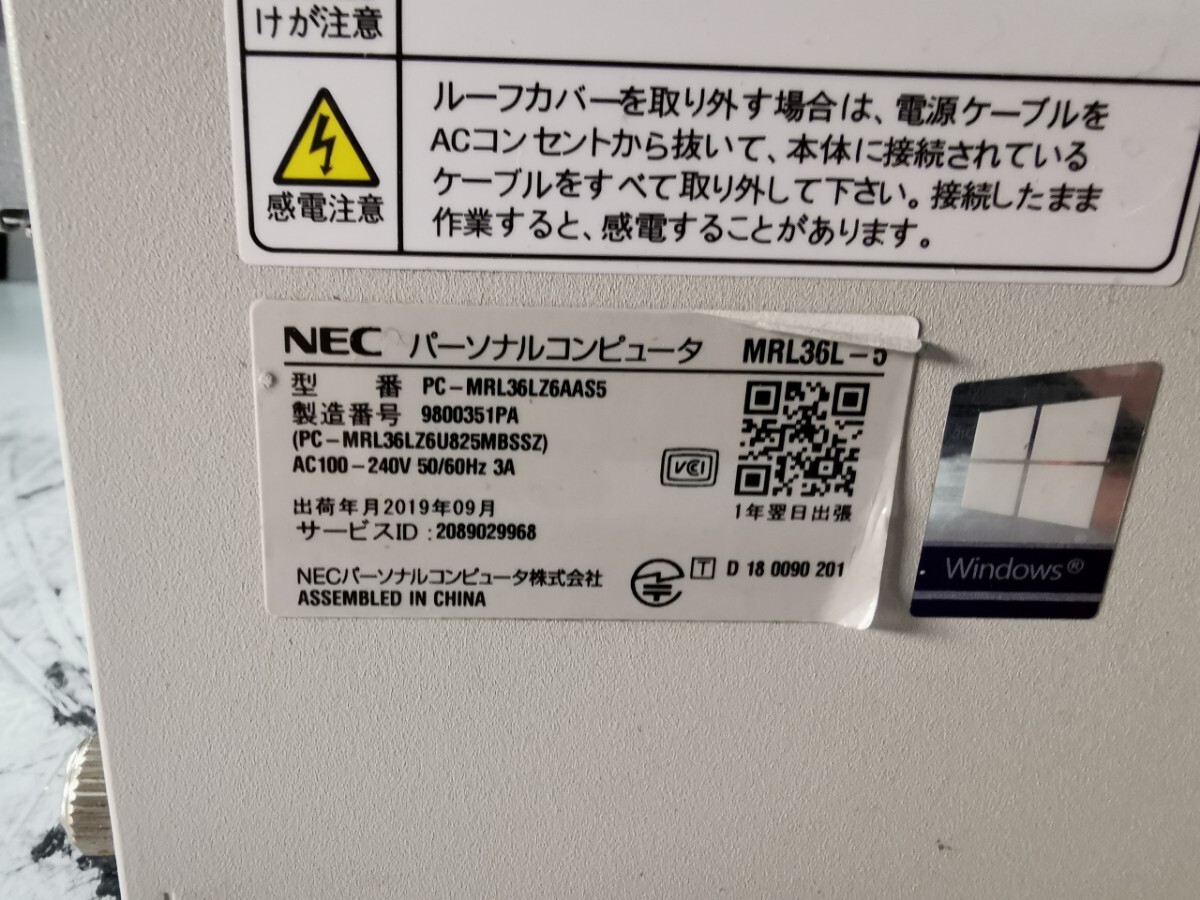 けが注意
ルーフカバーを取り外す場合は、電源ケーブルを
ACコンセントから抜いて、本体に接続されている
ケーブルをすべて取り外して下さい。接続したまま
作業すると、感電することがあります。
感電注意
NEC パーソナルコンピュータ MRL36L-5
型 番 PC-MRL36LZ6AAS5
製造番号 9800351PA
(PC-MRL36LZ6U825MBSSZ)
AC100-240V 50/60Hz 3A
VCI
1年翌日出張
出荷年月2019年09月
サービスID:2089029968
NECパーソナルコンピュータ株式会社
ASSEMBLED IN CHINA
T D 18 0090 201
Windows®